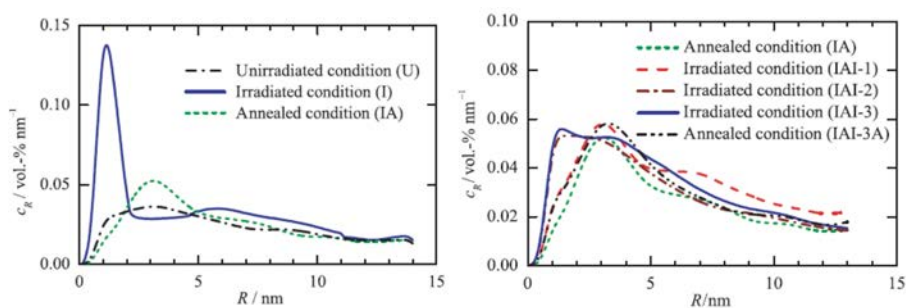 0.15
0.10
0.05
0.00
0
5
10
15
c_R / vol.-% nm⁻¹
R / nm
Unirradiated condition (U)
Irradiated condition (I)
Annealed condition (IA)
0.10
0.08
0.06
0.04
0.02
0.00
0
5
10
15
c_R / vol.-% nm⁻¹
R/nm
Annealed condition (IA)
Irradiated condition (IAI-1)
Irradiated condition (IAI-2)
Irradiated condition (IAI-3)
Annealed condition (IAI-3A)